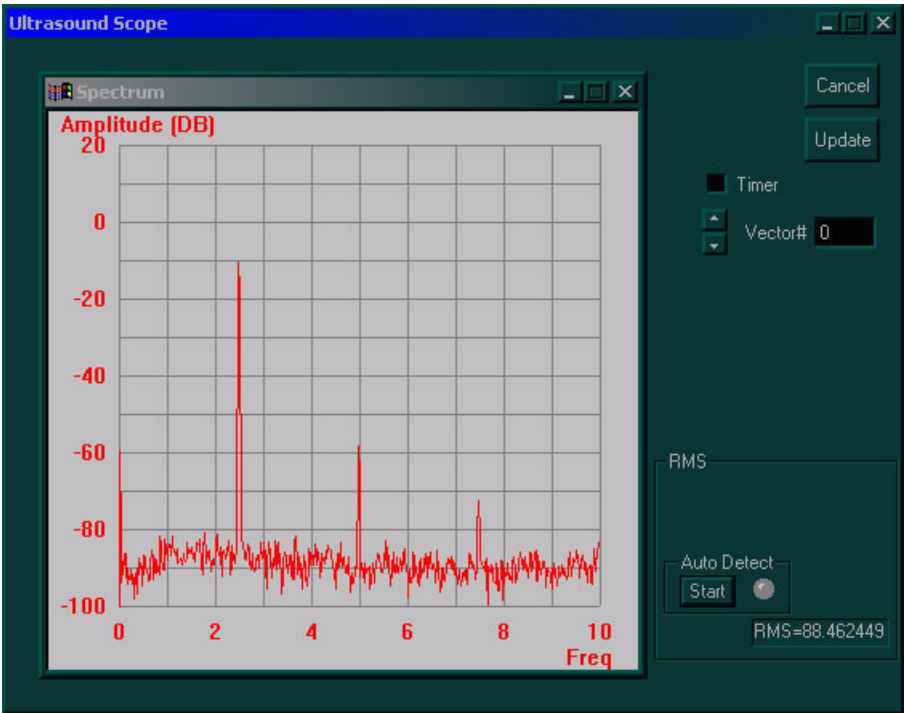 Ultrasound Scope
Spectrum
Cancel
Amplitude (DB)
Update
20
Timer
0
Vector# 0
-20
-40
-60
RMS
-80
Auto Detect
Start
-100
0 2 4 6 8 10
RMS=88.462449
Freq